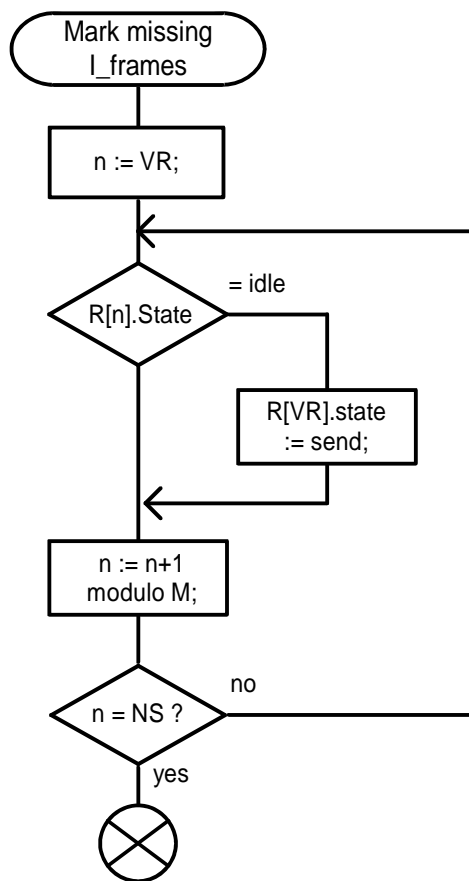 Mark missing
I_frames
n := VR;
= idle
R[n].State
R[VR].state
:= send;
n := n+1
modulo M;
no
n = NS ?
yes